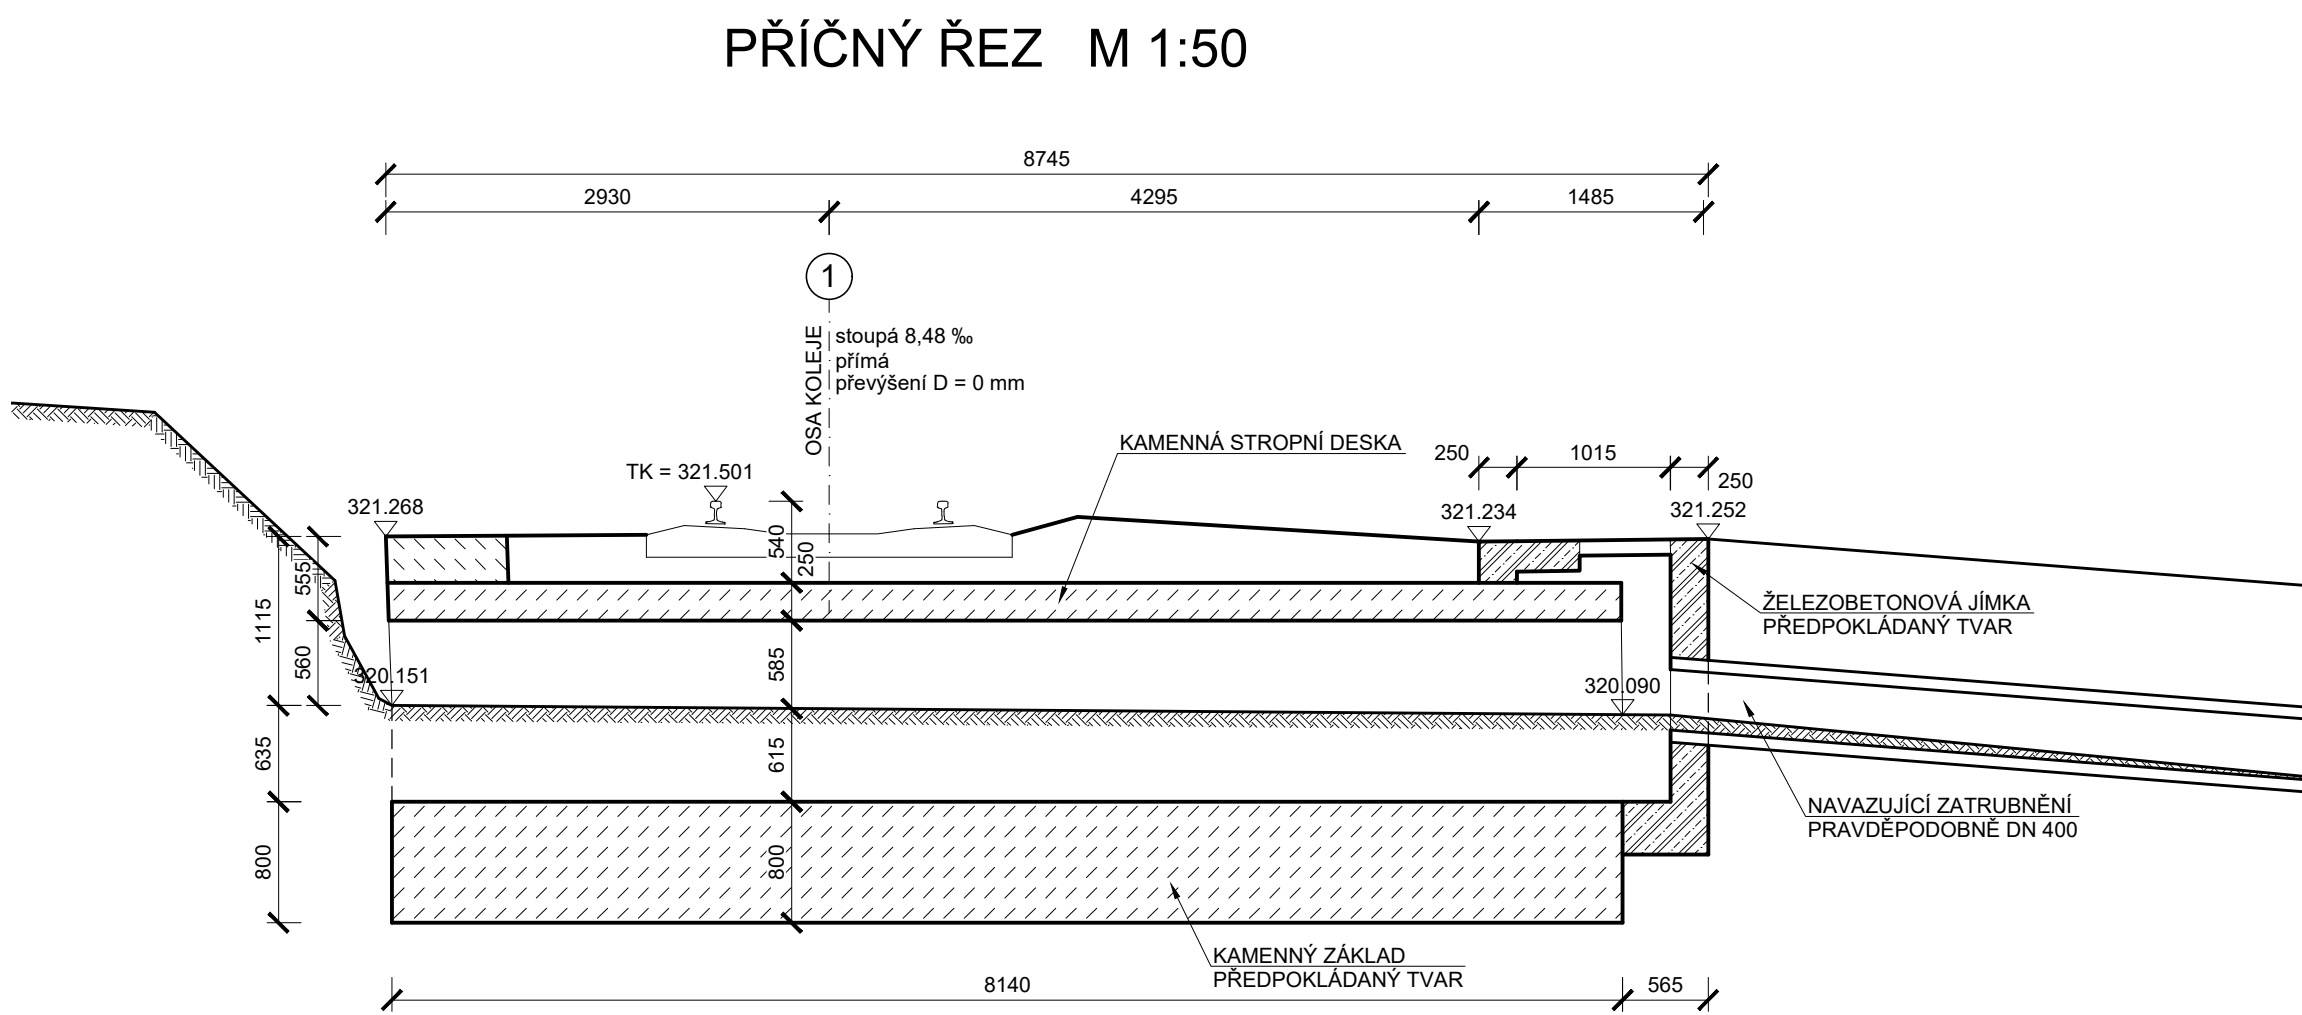 PŘÍČNÝ ŘEZ M 1:50
8745
2930
4295
1485
1
OSA KOLEJE
stoupá 8,48 ‰
přímá
převýšení D = 0 mm
KAMENNÁ STROPNÍ DESKA
250
1015
250
TK = 321.501
321.268
321.234
321.252
540
250
555
1115
560
ŽELEZOBETONOVÁ JÍMKA
PŘEDPOKLÁDANÝ TVAR
585
320.151
320.090
635
615
NAVAZUJÍCÍ ZATRUBNĚNÍ
PRAVDĚPODOBNĚ DN 400
800
800
KAMENNÝ ZÁKLAD
PŘEDPOKLÁDANÝ TVAR
8140
565